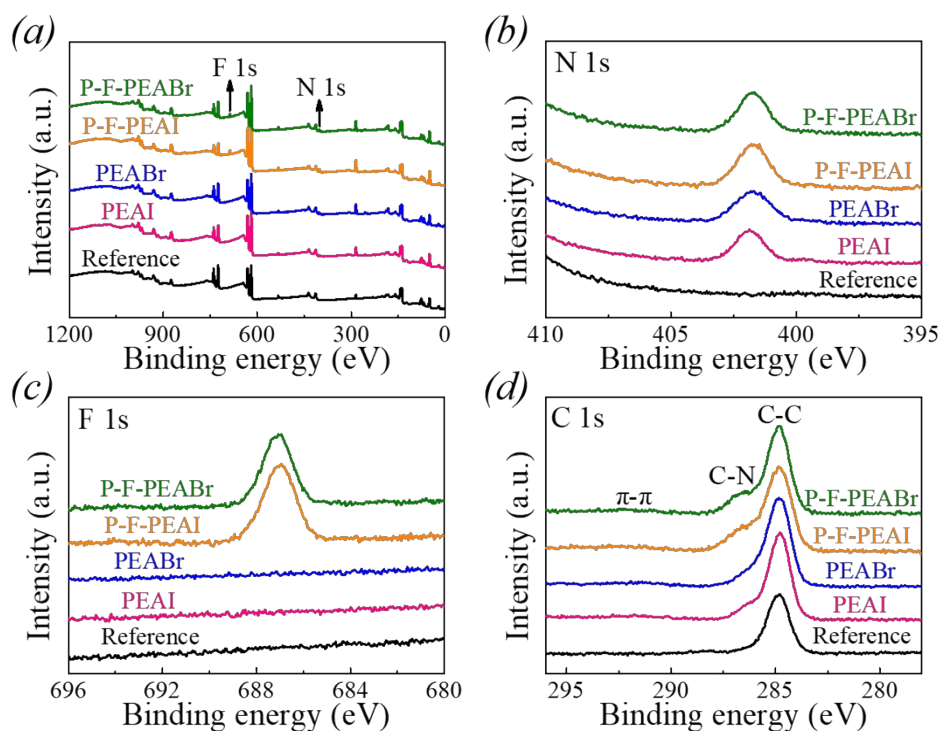 (a)
F 1s
N 1s
P-F-PEABr
P-F-PEAI
PEABr
PEAI
Reference
Intensity (a.u.)
1200 900 600 300 0
Binding energy (eV)
(b)
N 1s
P-F-PEABr
P-F-PEAI
PEABr
PEAI
Reference
Intensity (a.u.)
410 405 400 395
Binding energy (eV)
(c)
F 1s
P-F-PEABr
P-F-PEAI
PEABr
PEAI
Reference
Intensity (a.u.)
696 692 688 684 680
Binding energy (eV)
(d)
C 1s
C-C
C-N
π-π
P-F-PEABr
P-F-PEAI
PEABr
PEAI
Reference
Intensity (a.u.)
295 290 285 280
Binding energy (eV)